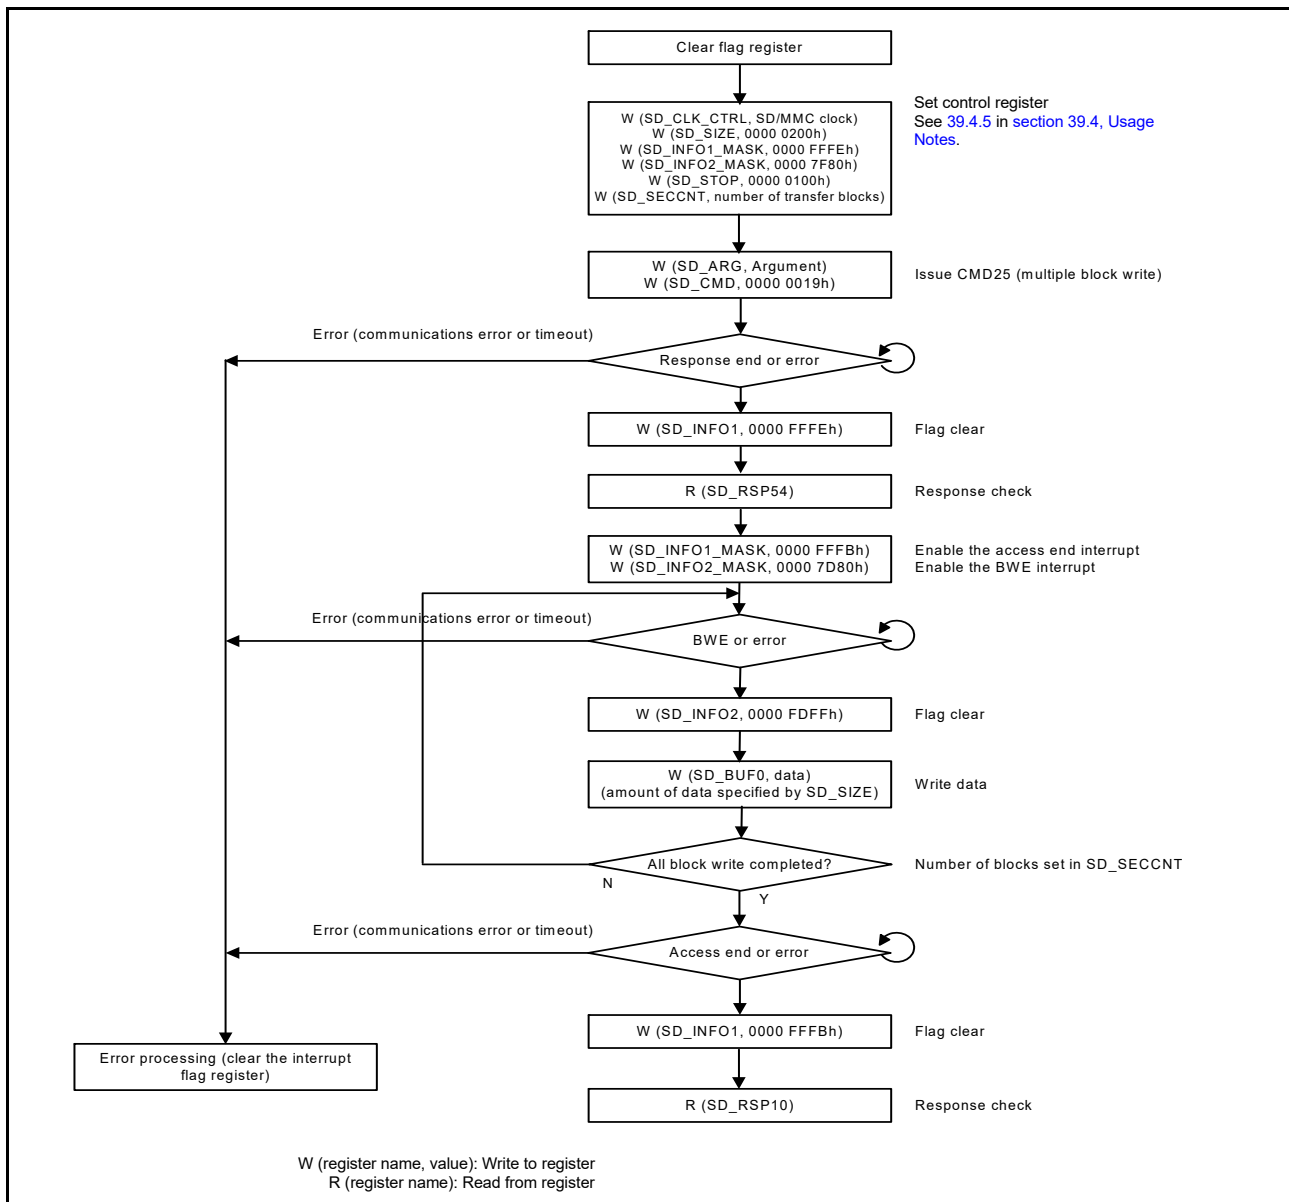 Clear flag register
W (SD_CLK_CTRL, SD/MMC clock)
W (SD_SIZE, 0000 0200h)
W (SD_INFO1_MASK, 0000 FFFEh)
W (SD_INFO2_MASK, 0000 7F80h)
W (SD_STOP, 0000 0100h)
W (SD_SECCNT, number of transfer blocks)
Set control register
See 39.4.5 in section 39.4, Usage
Notes.
W (SD_ARG, Argument)
W (SD_CMD, 0000 0019h)
Issue CMD25 (multiple block write)
Error (communications error or timeout)
Response end or error
W (SD_INFO1, 0000 FFFEh)
Flag clear
R (SD_RSP54)
Response check
W (SD_INFO1_MASK, 0000 FFFBh)
W (SD_INFO2_MASK, 0000 7D80h)
Enable the access end interrupt
Enable the BWE interrupt
Error (communications error or timeout)
BWE or error
W (SD_INFO2, 0000 FDFFh)
Flag clear
W (SD_BUF0, data)
(amount of data specified by SD_SIZE)
Write data
All block write completed?
Number of blocks set in SD_SECCNT
N
Y
Error (communications error or timeout)
Access end or error
W (SD_INFO1, 0000 FFFBh)
Flag clear
Error processing (clear the interrupt
flag register)
R (SD_RSP10)
Response check
W (register name, value): Write to register
R (register name): Read from register